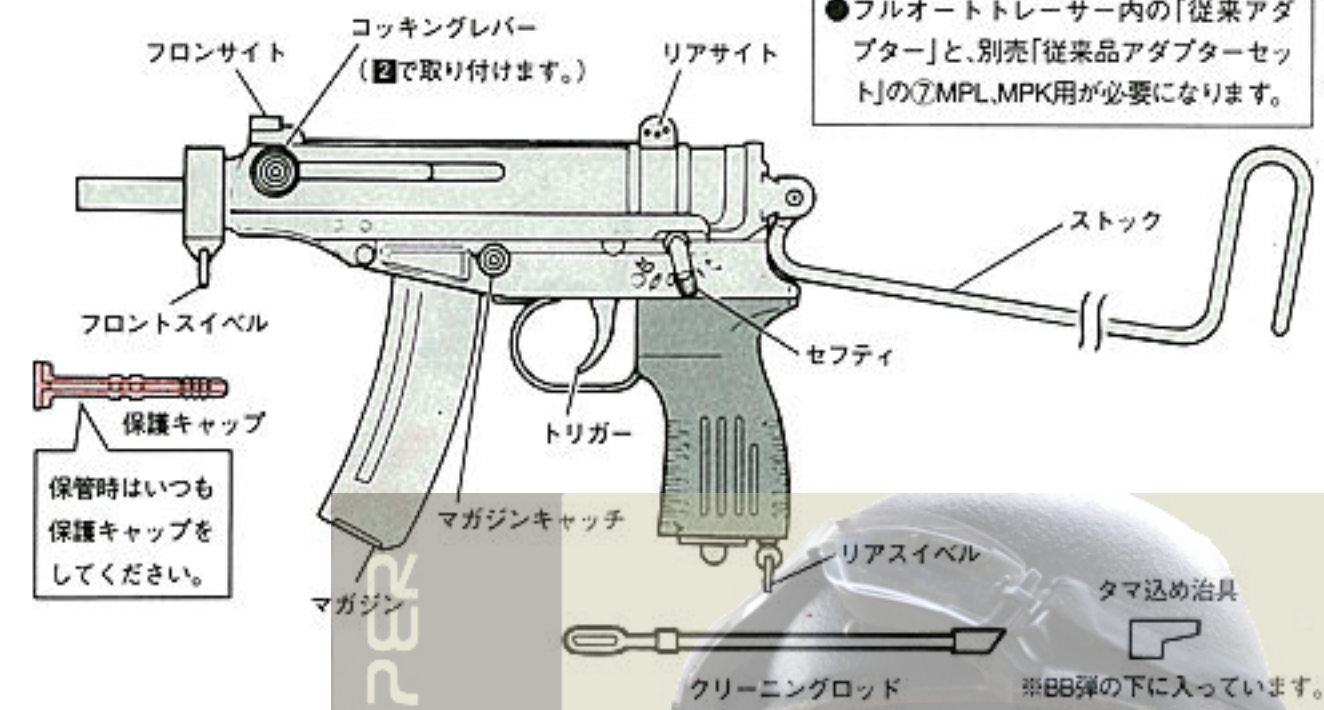 コッキングレバー
(2で取り付けます。)
フロンサイト
リアサイト
●フルオートトレーサー内の「従来アダ
プター」と、別売「従来品アダプターセッ
ト」の⑦MPL、MPK用が必要になります。
ストック
フロントスイベル
セフティ
保護キャップ
トリガー
保管時はいつも
保護キャップを
してください。
マガジンキャッチ
マガジン
リアスイベル
タマ込め治具
クリーニングロッド
※BB弾の下に入っています。
PER